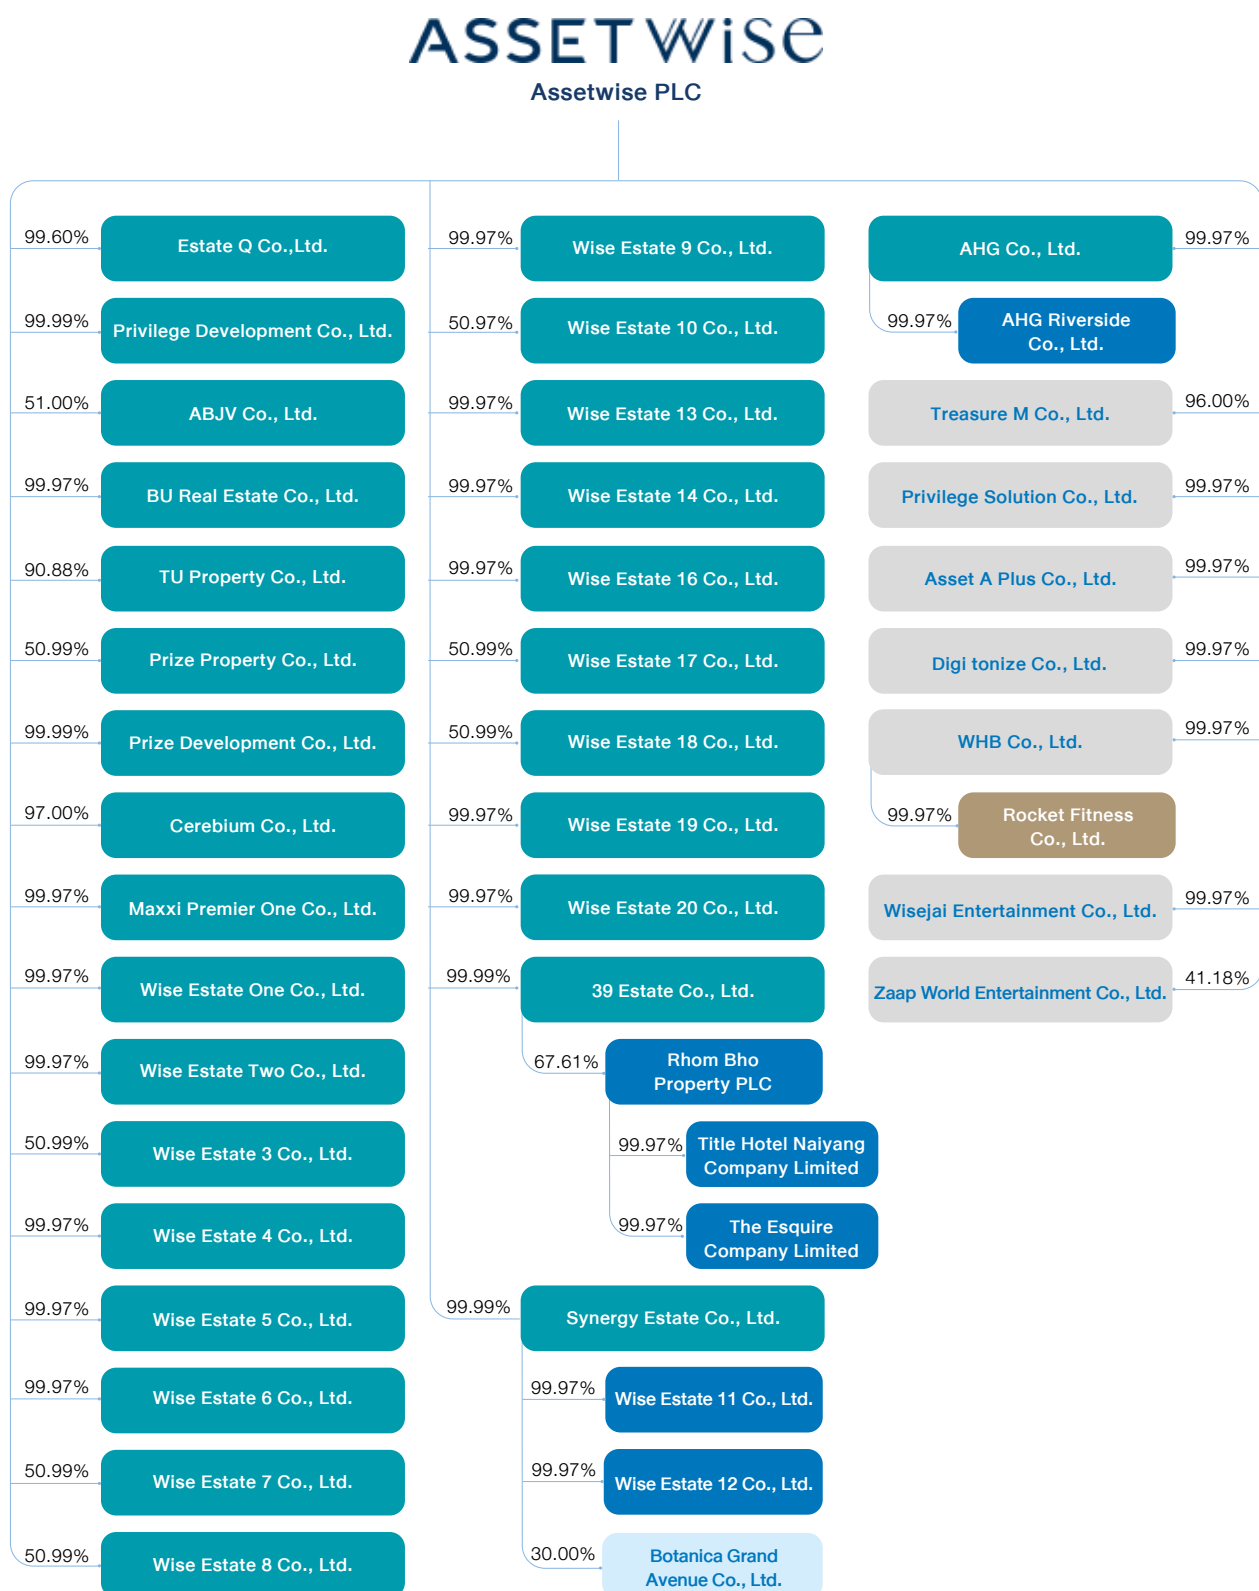 ASSETWiSe
Assetwise PLC
99.60%
Estate Q Co.,Ltd.
99.99%
Privilege Development Co., Ltd.
51.00%
ABJV Co., Ltd.
99.97%
BU Real Estate Co., Ltd.
90.88%
TU Property Co., Ltd.
50.99%
Prize Property Co., Ltd.
99.99%
Prize Development Co., Ltd.
97.00%
Cerebium Co., Ltd.
99.97%
Maxxi Premier One Co., Ltd.
99.97%
Wise Estate One Co., Ltd.
99.97%
Wise Estate Two Co., Ltd.
50.99%
Wise Estate 3 Co., Ltd.
99.97%
Wise Estate 4 Co., Ltd.
99.97%
Wise Estate 5 Co., Ltd.
99.97%
Wise Estate 6 Co., Ltd.
50.99%
Wise Estate 7 Co., Ltd.
50.99%
Wise Estate 8 Co., Ltd.
99.97%
Wise Estate 9 Co., Ltd.
50.97%
Wise Estate 10 Co., Ltd.
99.97%
Wise Estate 13 Co., Ltd.
99.97%
Wise Estate 14 Co., Ltd.
99.97%
Wise Estate 16 Co., Ltd.
50.99%
Wise Estate 17 Co., Ltd.
50.99%
Wise Estate 18 Co., Ltd.
99.97%
Wise Estate 19 Co., Ltd.
99.97%
Wise Estate 20 Co., Ltd.
99.99%
39 Estate Co., Ltd.
67.61%
Rhom Bho
Property PLC
99.97%
Title Hotel Naiyang
Company Limited
99.97%
The Esquire
Company Limited
99.99%
Synergy Estate Co., Ltd.
99.97%
Wise Estate 11 Co., Ltd.
99.97%
Wise Estate 12 Co., Ltd.
30.00%
Botanica Grand
Avenue Co., Ltd.
AHG Co., Ltd.
99.97%
99.97%
AHG Riverside
Co., Ltd.
Treasure M Co., Ltd.
96.00%
Privilege Solution Co., Ltd.
99.97%
Asset A Plus Co., Ltd.
99.97%
Digi tonize Co., Ltd.
99.97%
WHB Co., Ltd.
99.97%
99.97%
Rocket Fitness
Co., Ltd.
Wisejai Entertainment Co., Ltd.
99.97%
Zaap World Entertainment Co., Ltd.
41.18%